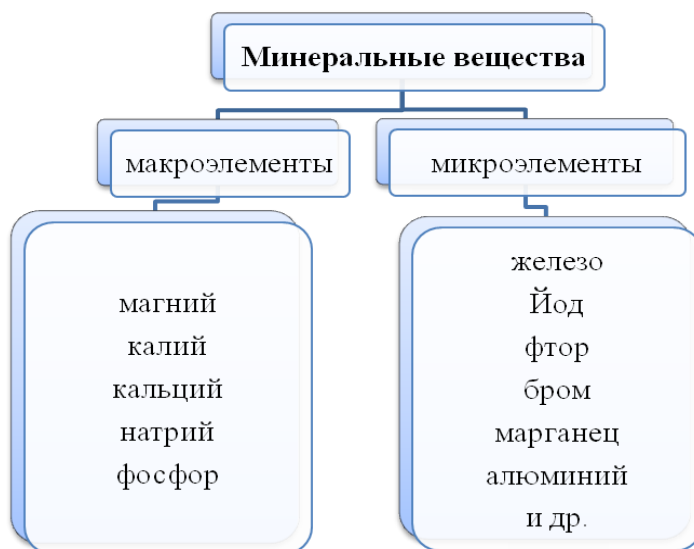 Минеральные вещества
макроэлементы
микроэлементы
магний
калий
кальций
натрий
фосфор
железо
Йод
фтор
бром
марганец
алюминий
и др.